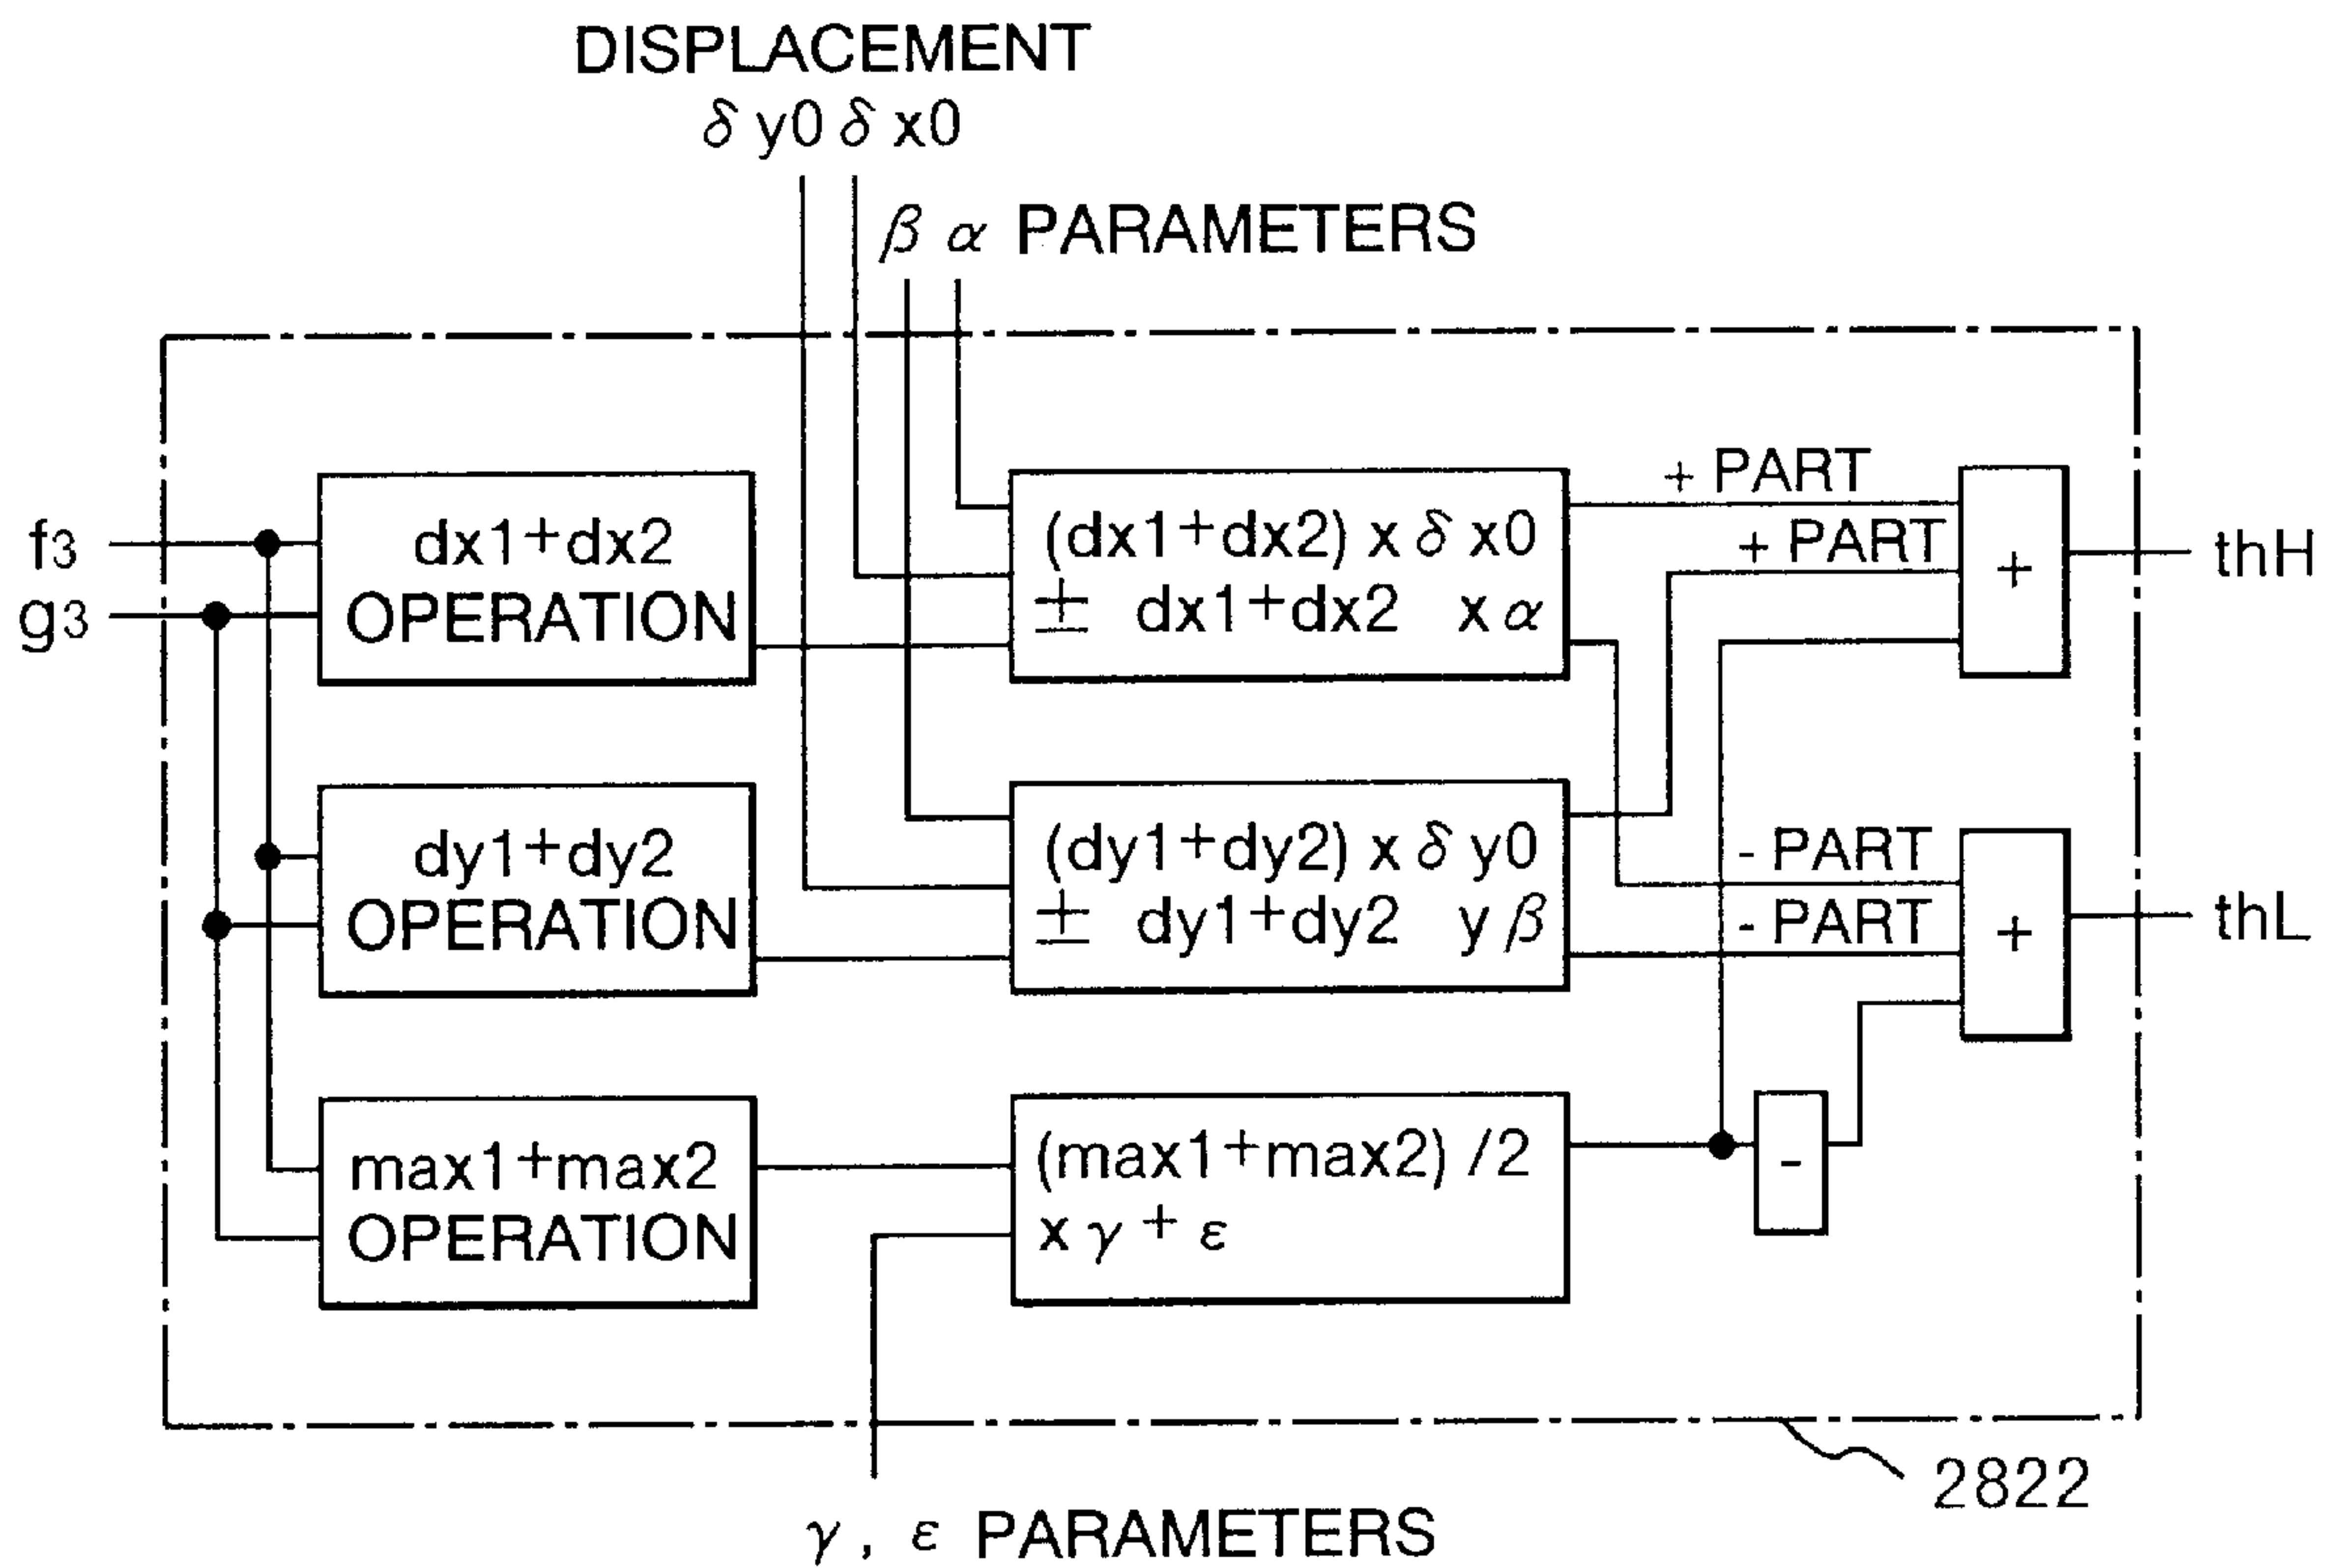 DISPLACEMENT
δ y0 δ x0
β α PARAMETERS
f3
g3
dx1+dx2
OPERATION
(dx1+dx2) x δ x0
± dx1+dx2 x α
+ PART
+ PART
+
thH
dy1+dy2
OPERATION
(dy1+dy2) x δ y0
± dy1+dy2 y β
- PART
- PART
+
thL
max1+max2
OPERATION
(max1+max2) /2
x γ + ε
-
2822
γ , ε PARAMETERS